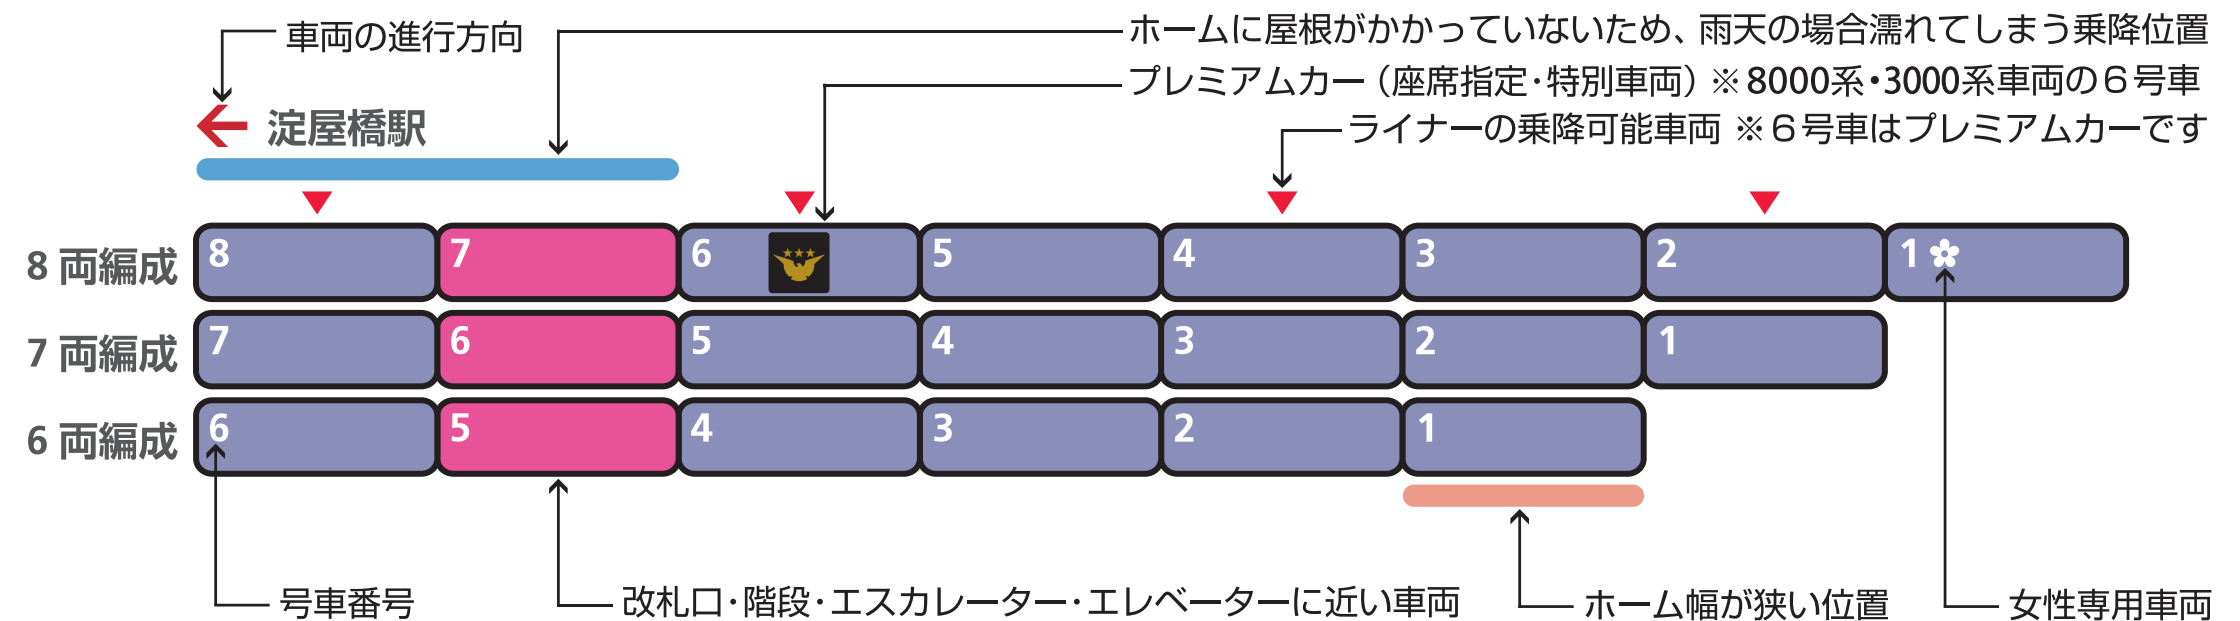 車両の進行方向
ホームに屋根がかかっていないため、雨天の場合濡れてしまう乗降位置
プレミアムカー（座席指定・特別車両）※8000系・3000系車両の６号車
ライナーの乗降可能車両 ※６号車はプレミアムカーです
淀屋橋駅
8両編成 8 7 6 5 4 3 2 1
7両編成 7 6 5 4 3 2 1
6両編成 6 5 4 3 2 1
号車番号
改札口・階段・エスカレーター・エレベーターに近い車両
ホーム幅が狭い位置
女性専用車両